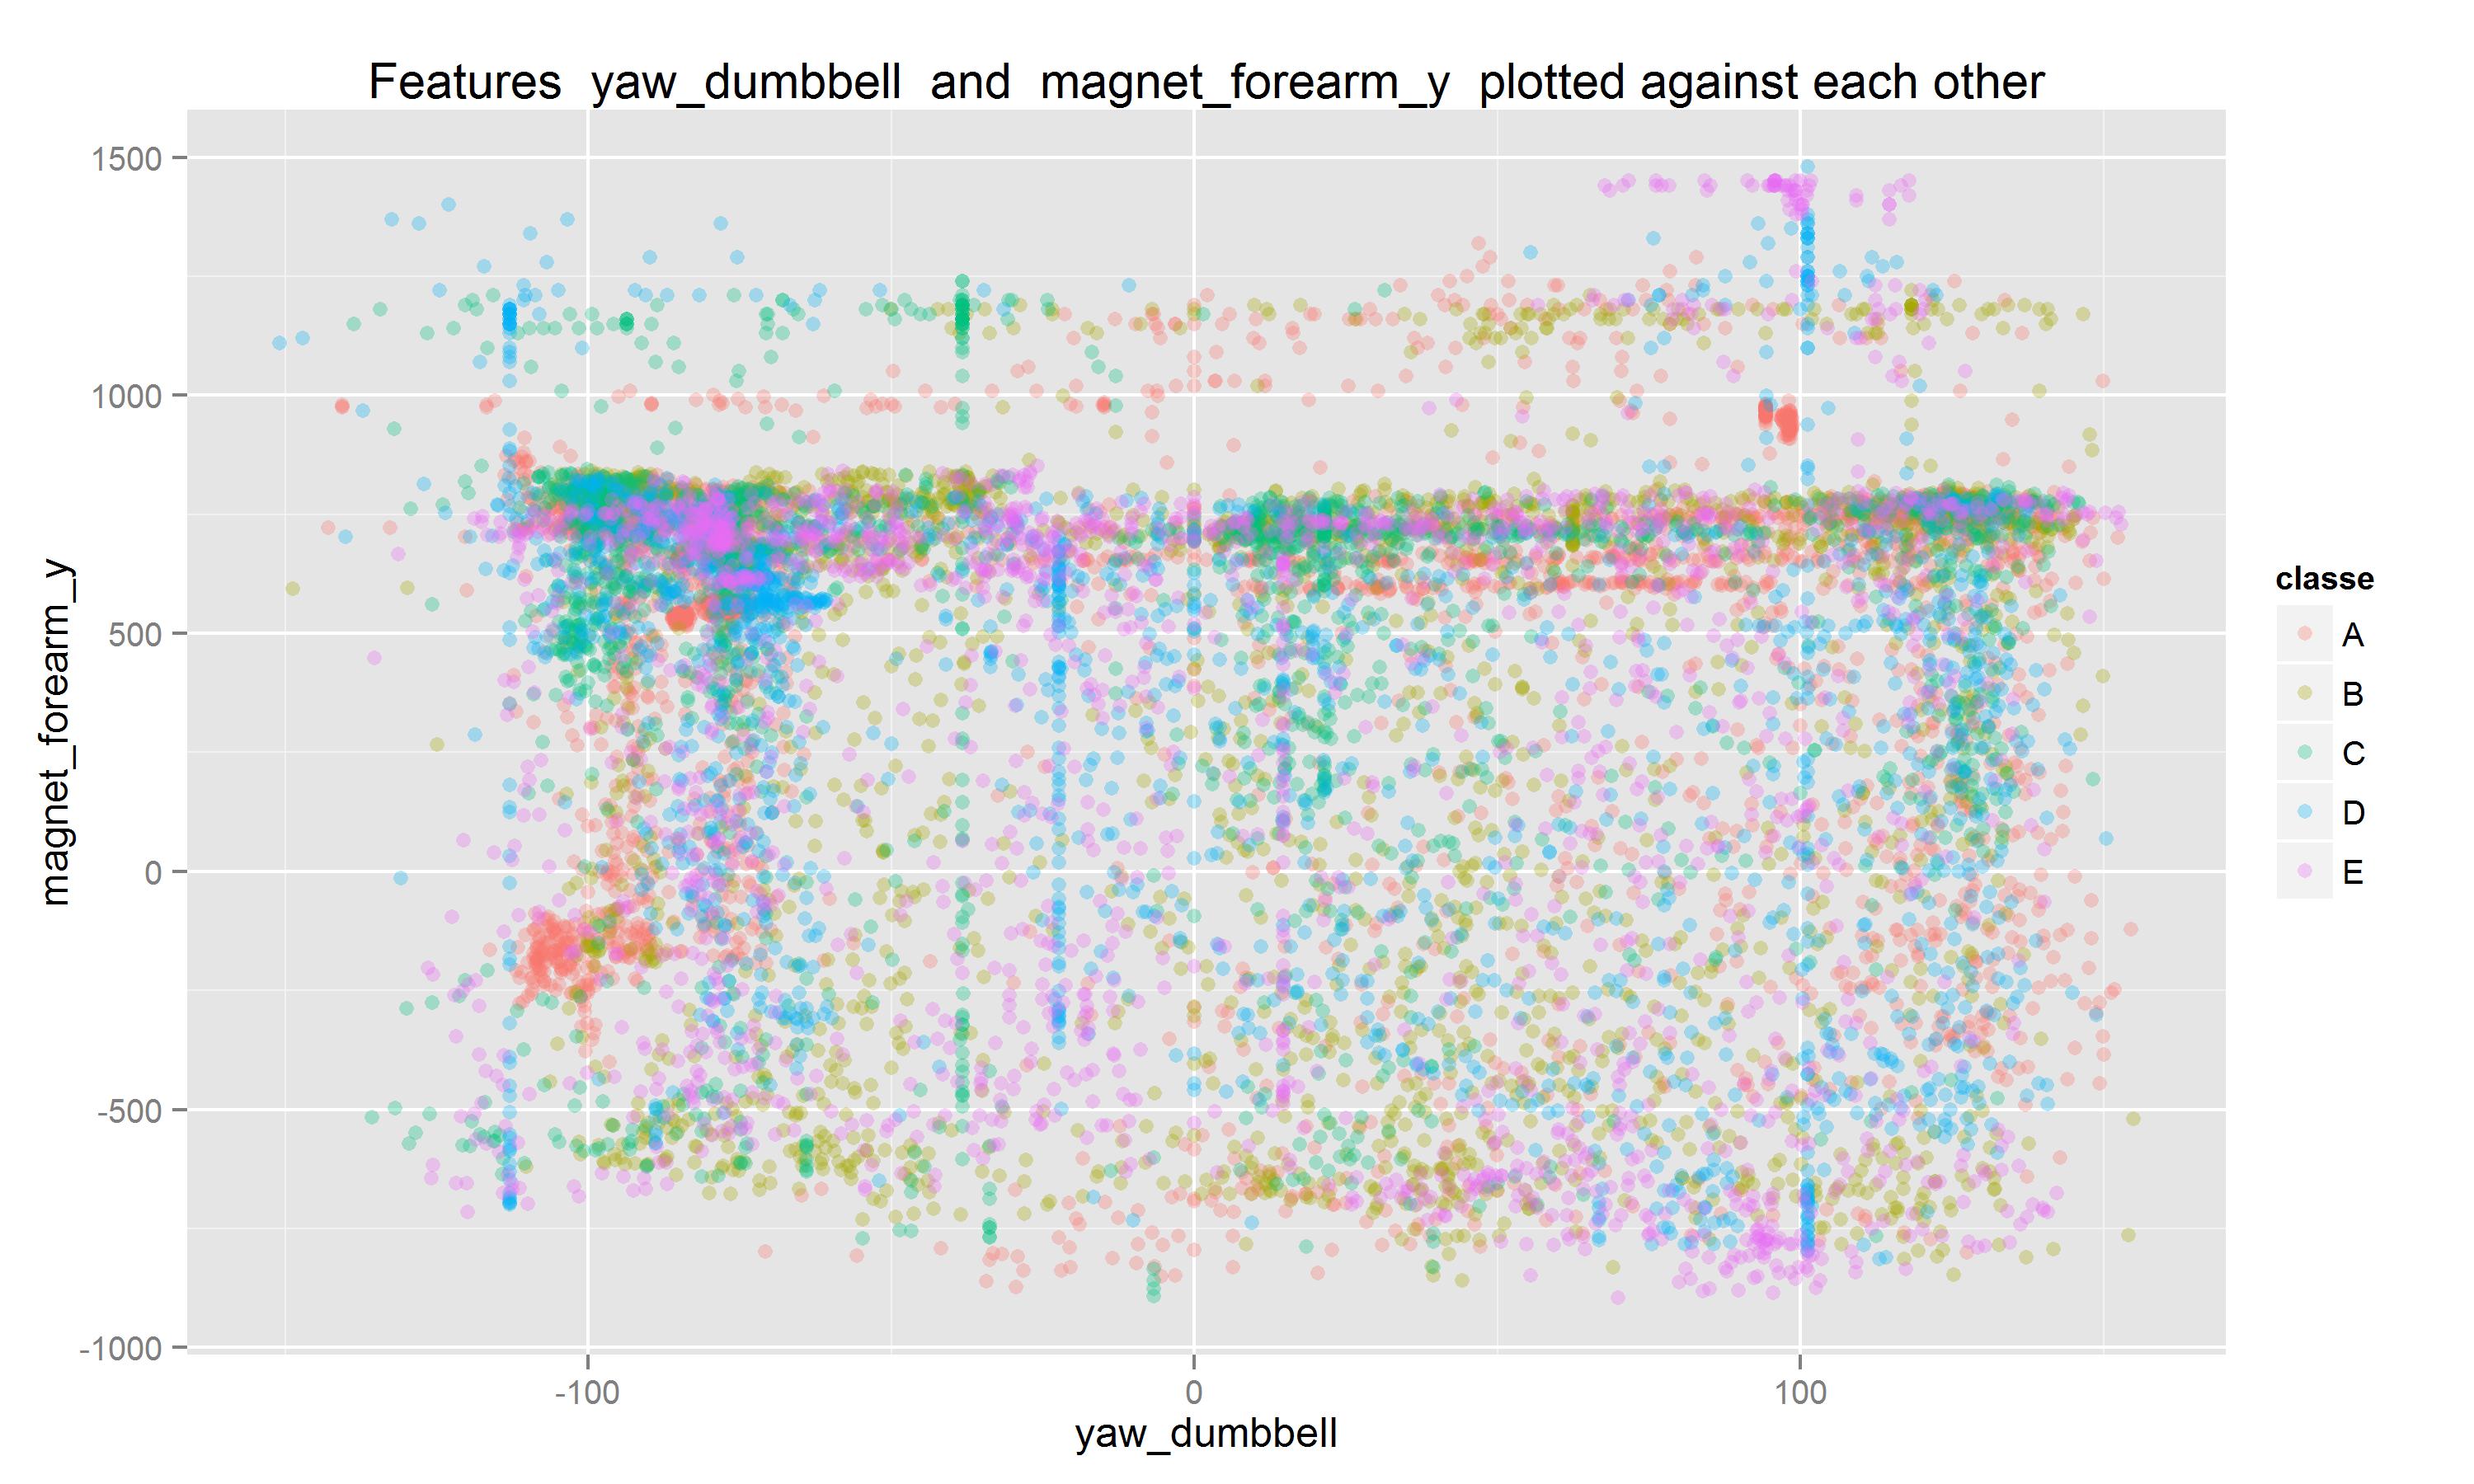 Features yaw_dumbbell and magnet_forearm_y plotted against each other
magnet_forearm_y
1500
1000
500
0
-500
-1000
-100
0
100
yaw_dumbbell
classe
A
B
C
D
E